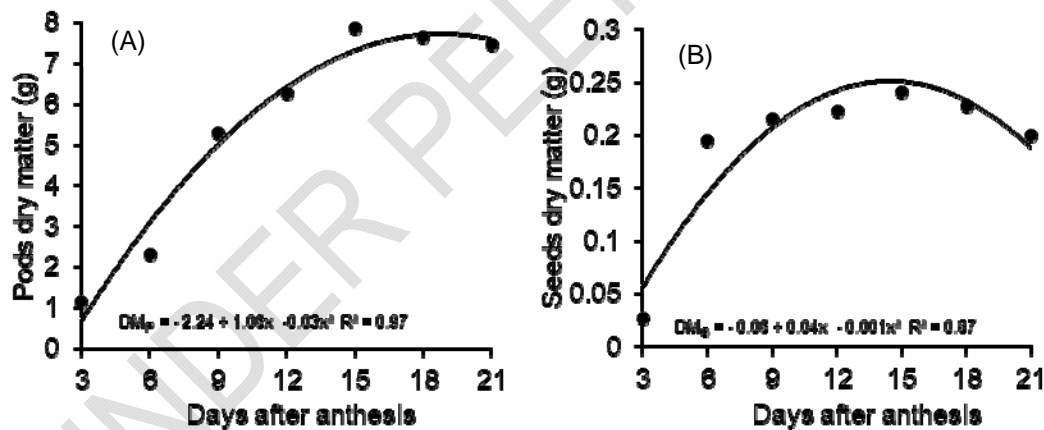 (A)
Pods dry matter (g)
8
7
6
5
4
3
2
1
0
DMP = - 2.24 + 1.06x -0.03x² R² = 0.97
3 6 9 12 15 18 21
Days after anthesis
(B)
Seeds dry matter (g)
0.3
0.25
0.2
0.15
0.1
0.05
0
DMS = - 0.06 + 0.04x - 0.001x² R² = 0.87
3 6 9 12 15 18 21
Days after anthesis
UNDER PEER